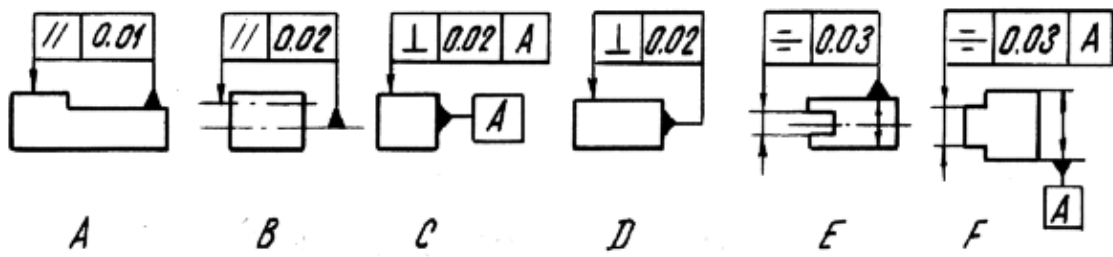 // 0.01 // 0.02 ⊥ 0.02 A ⊥ 0.02 ⌯ 0.03 ⌯ 0.03 A
A
A
A B C D E F